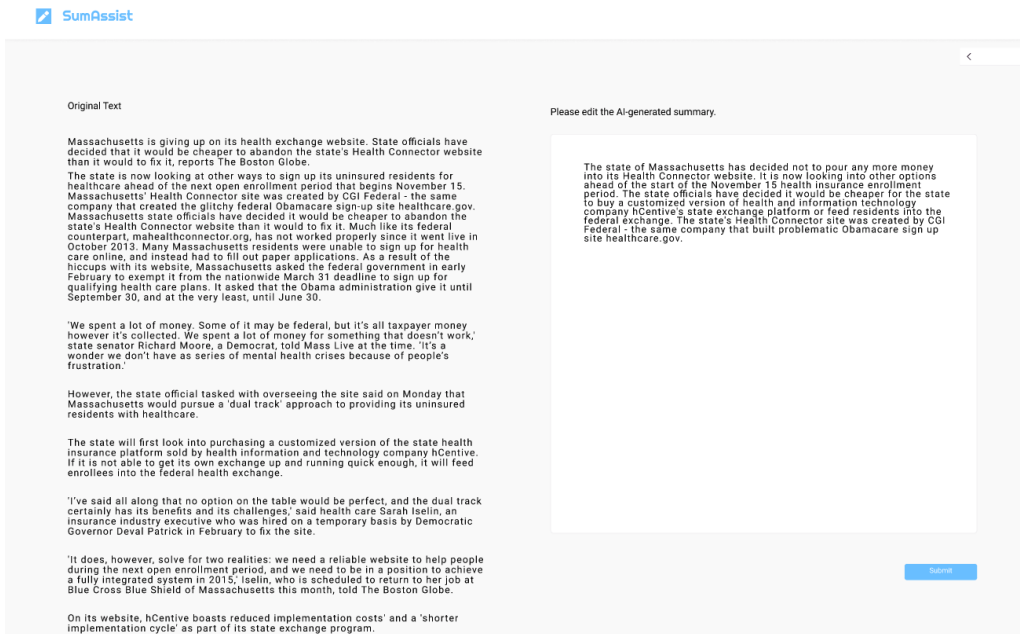 SumAssist
Original Text
Massachusetts is giving up on its health exchange website. State officials have
decided that it would be cheaper to abandon the state's Health Connector website
than it would to fix it, reports The Boston Globe.
The state is now looking at other ways to sign up its uninsured residents for
healthcare ahead of the next open enrollment period that begins November 15.
Massachusetts' Health Connector site was created by CGI Federal - the same
company that created the glitchy federal Obamacare sign-up site healthcare.gov.
Massachusetts state officials have decided it would be cheaper to abandon the
state's Health Connector website than it would to fix it. Much like its federal
counterpart, mahealthconnector.org, has not worked properly since it went live in
October 2013. Many Massachusetts residents were unable to sign up for health
care online, and instead had to fill out paper applications. As a result of the
hiccups with its website, Massachusetts asked the federal government in early
February to exempt it from the nationwide March 31 deadline to sign up for
qualifying health care plans. It asked that the Obama administration give it until
September 30, and at the very least, until June 30.
'We spent a lot of money. Some of it may be federal, but it's all taxpayer money
however it's collected. We spent a lot of money for something that doesn't work,'
state senator Richard Moore, a Democrat, told Mass Live at the time. 'It's a
wonder we don't have as series of mental health crises because of people's
frustration.'
However, the state official tasked with overseeing the site said on Monday that
Massachusetts would pursue a 'dual track' approach to providing its uninsured
residents with healthcare.
The state will first look into purchasing a customized version of the state health
insurance platform sold by health information and technology company hCentive.
If it is not able to get its own exchange up and running quick enough, it will feed
enrollees into the federal health exchange.
'I've said all along that no option on the table would be perfect, and the dual track
certainly has its benefits and its challenges,' said health care Sarah Iselin, an
insurance industry executive who was hired on a temporary basis by Democratic
Governor Deval Patrick in February to fix the site.
'It does, however, solve for two realities: we need a reliable website to help people
during the next open enrollment period, and we need to be in a position to achieve
a fully integrated system in 2015,' Iselin, who is scheduled to return to her job at
Blue Cross Blue Shield of Massachusetts this month, told The Boston Globe.
On its website, hCentive boasts reduced implementation costs' and a 'shorter
implementation cycle' as part of its state exchange program.
Please edit the AI-generated summary.
The state of Massachusetts has decided not to pour any more money
into its Health Connector website. It is now looking into other options
ahead of the start of the November 15 health insurance enrollment
period. The state officials have decided it would be cheaper for the state
to buy a customized version of health and information technology
company hCentive's state exchange platform or feed residents into the
federal exchange. The state's Health Connector site was created by CGI
Federal - the same company that built problematic Obamacare sign up
site healthcare.gov.
Submit